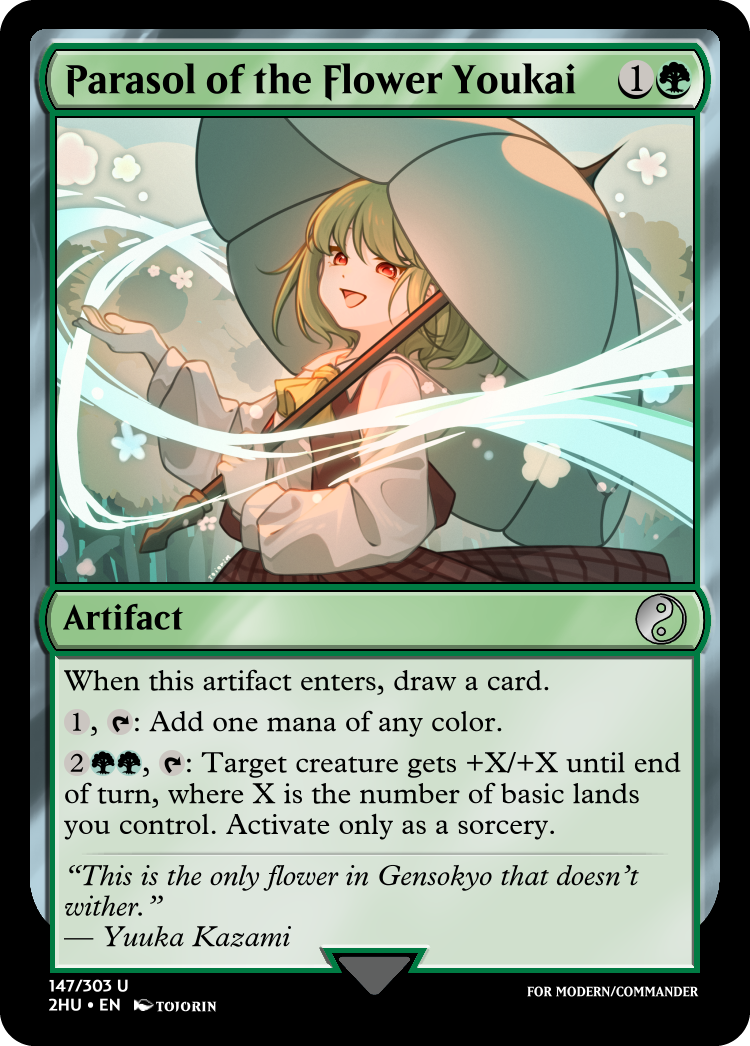 Parasol of the Flower Youkai 1
Artifact
When this artifact enters, draw a card.
1, : Add one mana of any color.
2, : Target creature gets +X/+X until end
of turn, where X is the number of basic lands
you control. Activate only as a sorcery.
“This is the only flower in Gensokyo that doesn’t
wither.”
— Yuuka Kazami
147/303 U
2HU • EN TOJORIN
FOR MODERN/COMMANDER